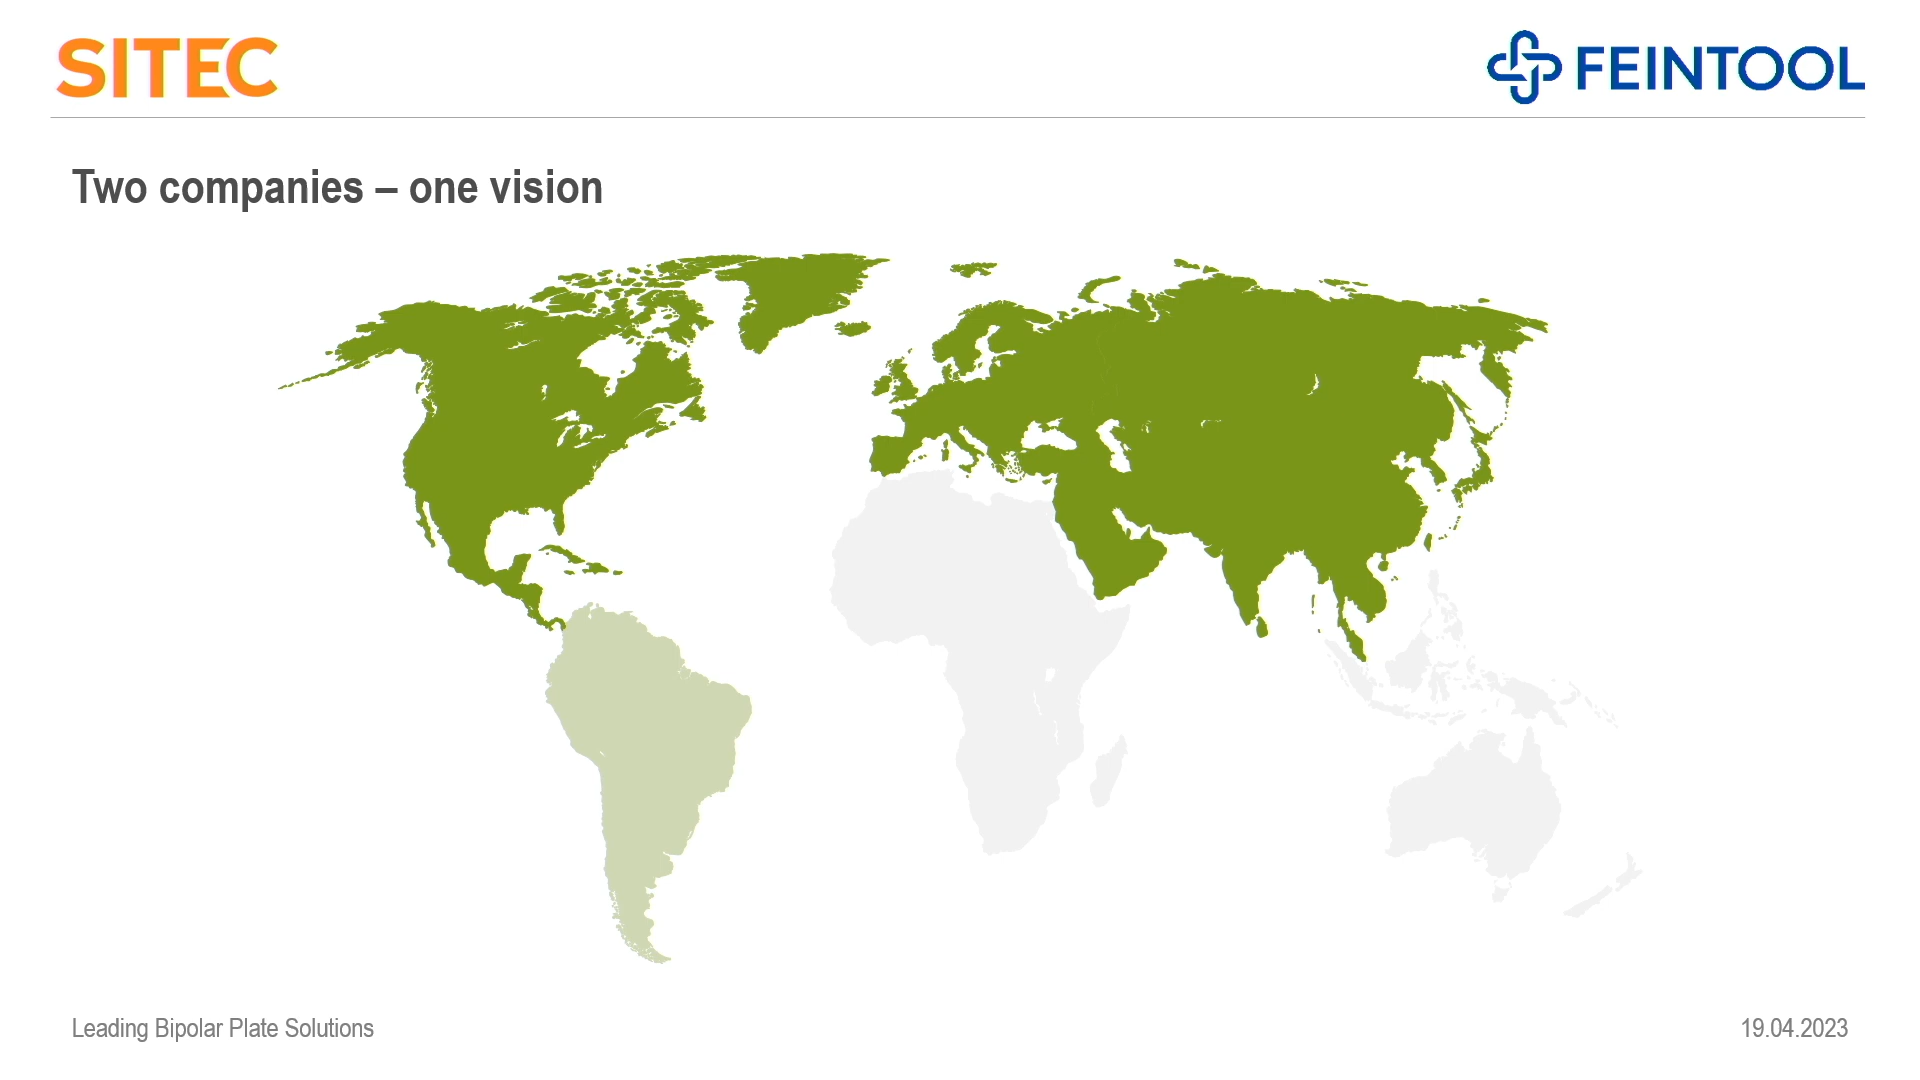 SITEC
FEINTOOL
Two companies – one vision
Leading Bipolar Plate Solutions
19.04.2023